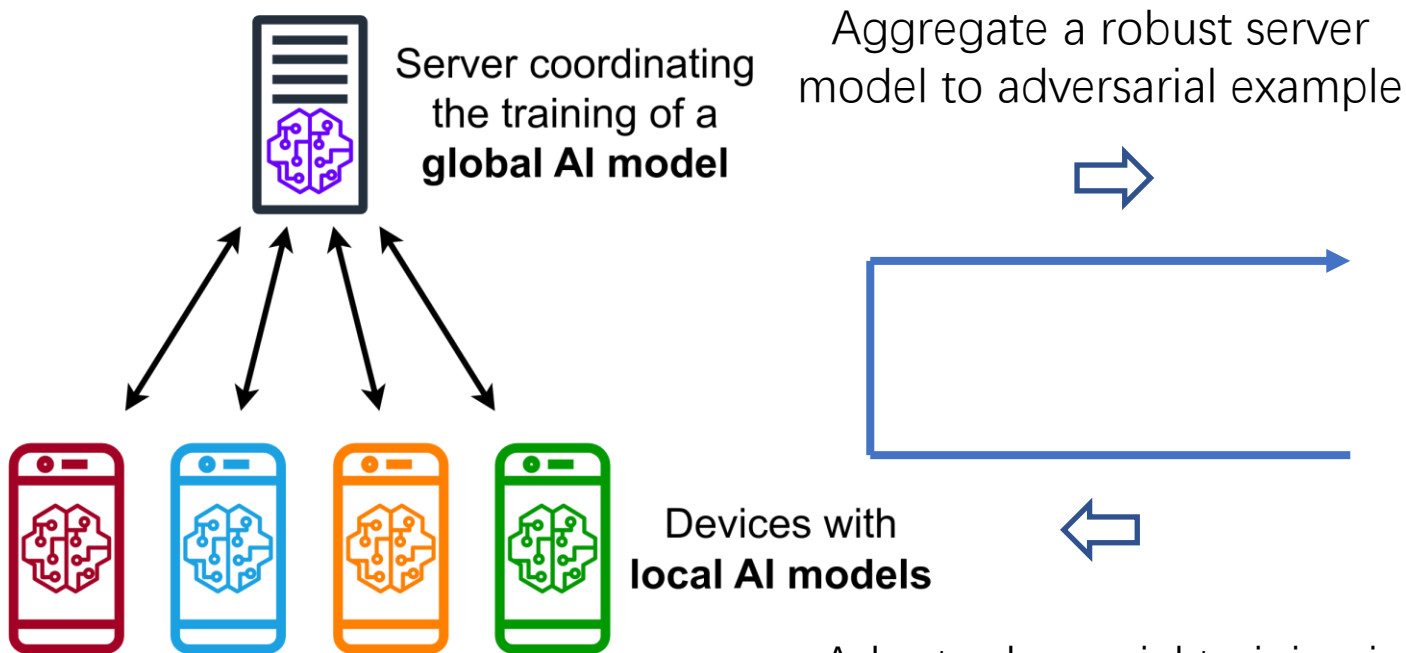 Server coordinating
the training of a
global AI model
Aggregate a robust server
model to adversarial example
Devices with
local AI models